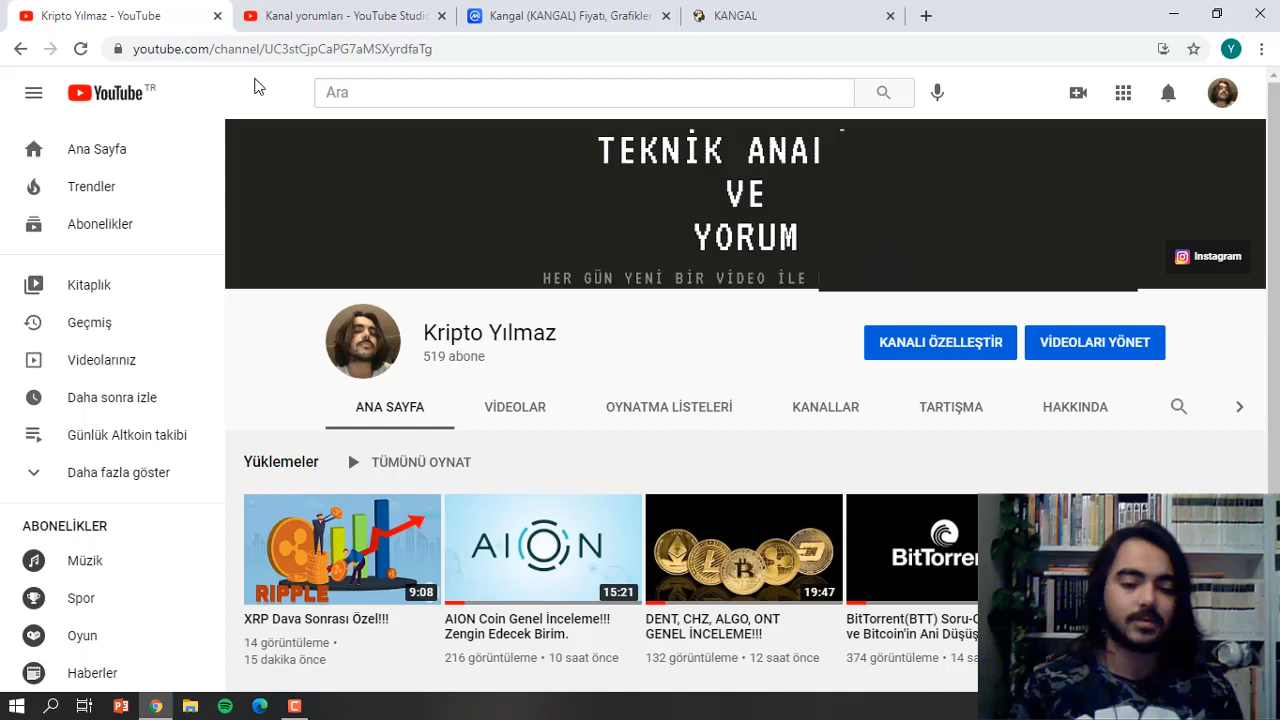 Kripto Yılmaz - YouTube
Kanal yorumları - YouTube Studio
Kangal (KANGAL) Fiyatı, Grafikler
KANGAL
youtube.com/channel/UC3stCjpCaPG7aMSXyrdfaTg
Y
YouTube TR
Ara
Ana Sayfa
Trendler
Abonelikler
Kitaplık
Geçmiş
Videolarınız
Daha sonra izle
Günlük Altkoin takibi
Daha fazla göster
ABONELİKLER
Müzik
Spor
Oyun
Haberler
TEKNİK ANAI
VE
YORUM
HER GÜN YENİ BİR VİDEO İLE
Instagram
Kripto Yılmaz
519 abone
KANALI ÖZELLEŞTİR
VİDEOLARI YÖNET
ANA SAYFA
VİDEOLAR
OYNATMA LİSTELERİ
KANALLAR
TARTIŞMA
HAKKINDA
Yüklemeler
TÜMÜNÜ OYNAT
RIPPLE
9:08
AION
15:21
19:47
BitTorren
XRP Dava Sonrası Özel!!!
14 görüntüleme •
15 dakika önce
AION Coin Genel İnceleme!!!
Zengin Edecek Birim.
216 görüntüleme • 10 saat önce
DENT, CHZ, ALGO, ONT
GENEL İNCELEME!!!
132 görüntüleme • 12 saat önce
BitTorrent(BTT) Soru-C
ve Bitcoin'in Ani Düşüş
374 görüntüleme • 14 sa